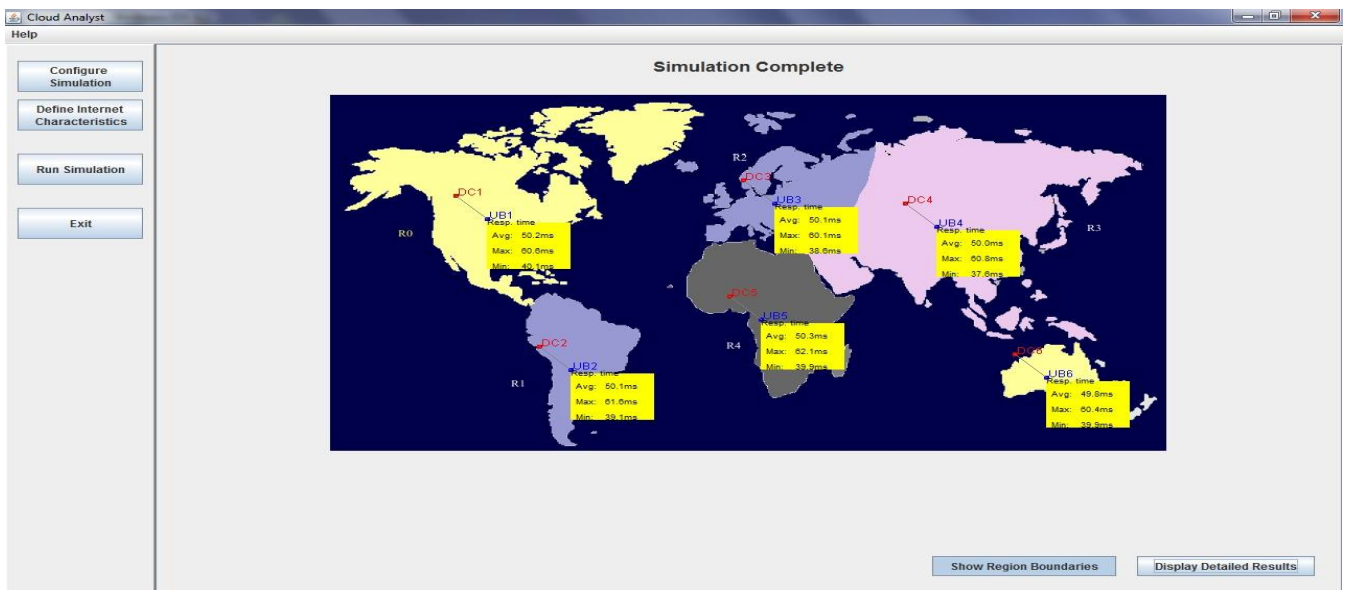 Cloud Analyst
Help
Configure
Simulation
Define Internet
Characteristics
Run Simulation
Exit
Simulation Complete
R0
DC1
UB1
Resp. time
Avg: 50.2ms
Max: 60.6ms
Min: 40.1ms
R1
DC2
UB2
Resp. time
Avg: 50.1ms
Max: 61.6ms
Min: 39.1ms
R2
DC3
UB3
Resp. time
Avg: 50.1ms
Max: 60.1ms
Min: 38.6ms
R3
DC4
UB4
Resp. time
Avg: 50.0ms
Max: 60.8ms
Min: 37.6ms
R4
DC5
UB5
Resp. time
Avg: 50.3ms
Max: 62.1ms
Min: 39.9ms
DC6
UB6
Resp. time
Avg: 49.8ms
Max: 60.4ms
Min: 39.9ms
Show Region Boundaries
Display Detailed Results